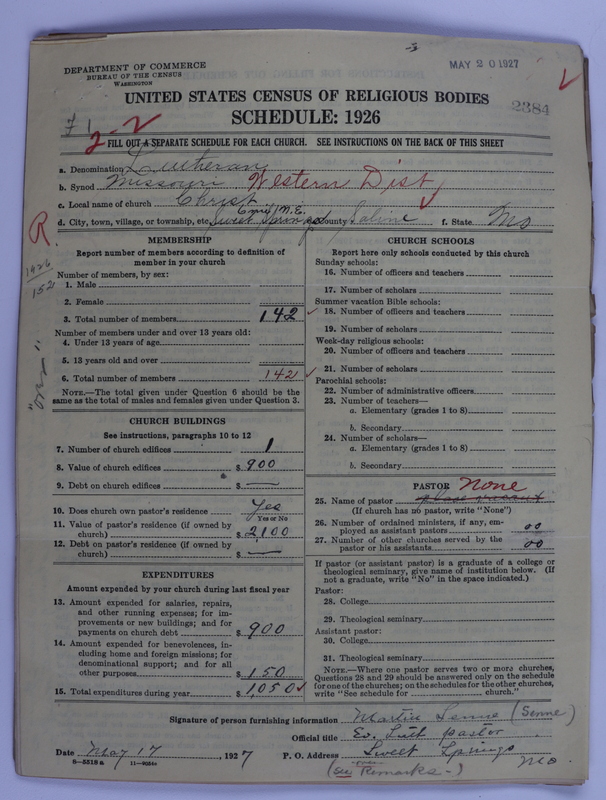 MAY 20 1927
DEPARTMENT OF COMMERCE
BUREAU OF THE CENSUS
WASHINGTON
UNITED STATES CENSUS OF RELIGIOUS BODIES
2384
SCHEDULE: 1926
2-2
FILL OUT A SEPARATE SCHEDULE FOR EACH CHURCH. SEE INSTRUCTIONS ON THE BACK OF THIS SHEET
a. Denomination Lutheran
b. Synod Missouri Western Dist
c. Local name of church Christ
d. City, town, village, or township, etc. Sweet Springs County Saline f. State Mo
R
1926
152
MEMBERSHIP
Report number of members according to definition of member in your church
Number of members, by sex:
1. Male
2. Female
3. Total number of members 142
Number of members under and over 13 years old:
4. Under 13 years of age
5. 13 years old and over
6. Total number of members 142
NOTE.—The total given under Question 6 should be the
same as the total of males and females given under Question 3.
CHURCH BUILDINGS
See instructions, paragraphs 10 to 12
7. Number of church edifices 1
8. Value of church edifices $ 900
9. Debt on church edifices $ —
10. Does church own pastor's residence Yes
Yes or No
11. Value of pastor's residence (if owned by
church) $ 2100
12. Debt on pastor's residence (if owned by
church) $ —
EXPENDITURES
Amount expended by your church during last fiscal year
13. Amount expended for salaries, repairs,
and other running expenses; for im-
provements or new buildings; and for
payments on church debt $ 900
14. Amount expended for benevolences, in-
cluding home and foreign missions; for
denominational support; and for all
other purposes $ 150
15. Total expenditures during year $ 1050
CHURCH SCHOOLS
Report here only schools conducted by this church
Sunday schools:
16. Number of officers and teachers
17. Number of scholars
Summer vacation Bible schools:
18. Number of officers and teachers
19. Number of scholars
Week-day religious schools:
20. Number of officers and teachers
21. Number of scholars
Parochial schools:
22. Number of administrative officers
23. Number of teachers—
a. Elementary (grades 1 to 8)
b. Secondary
24. Number of scholars—
a. Elementary (grades 1 to 8)
b. Secondary
PASTOR None
25. Name of pastor place vacant
(If church has no pastor, write "None")
26. Number of ordained ministers, if any, em-
ployed as assistant pastors oo
27. Number of other churches served by the
pastor or his assistants oo
If pastor (or assistant pastor) is a graduate of a college or
theological seminary, give name of institution below. (If
not a graduate, write "No" in the space indicated.)
Pastor:
28. College
29. Theological seminary
Assistant pastor:
30. College
31. Theological seminary
NOTE.—Where one pastor serves two or more churches,
Questions 28 and 29 should be answered only on the schedule
for one of the churches; on the schedules for the other churches,
write "See schedule for church."
Signature of person furnishing information Martin Senne (Senne)
Official title Ev. Luth pastor
Date May 17, 1927 P. O. Address Sweet Springs
Mo
8—5318a 11—9054a
(see over Remarks-)